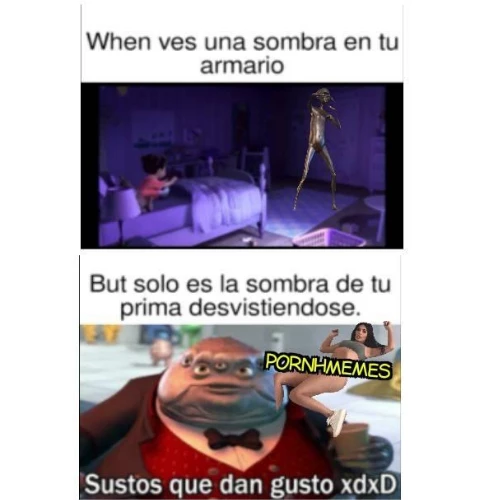 When ves una sombra en tu
armario
But solo es la sombra de tu
prima desvistiendose.
PORNHMEMES
Sustos que dan gusto xdxD